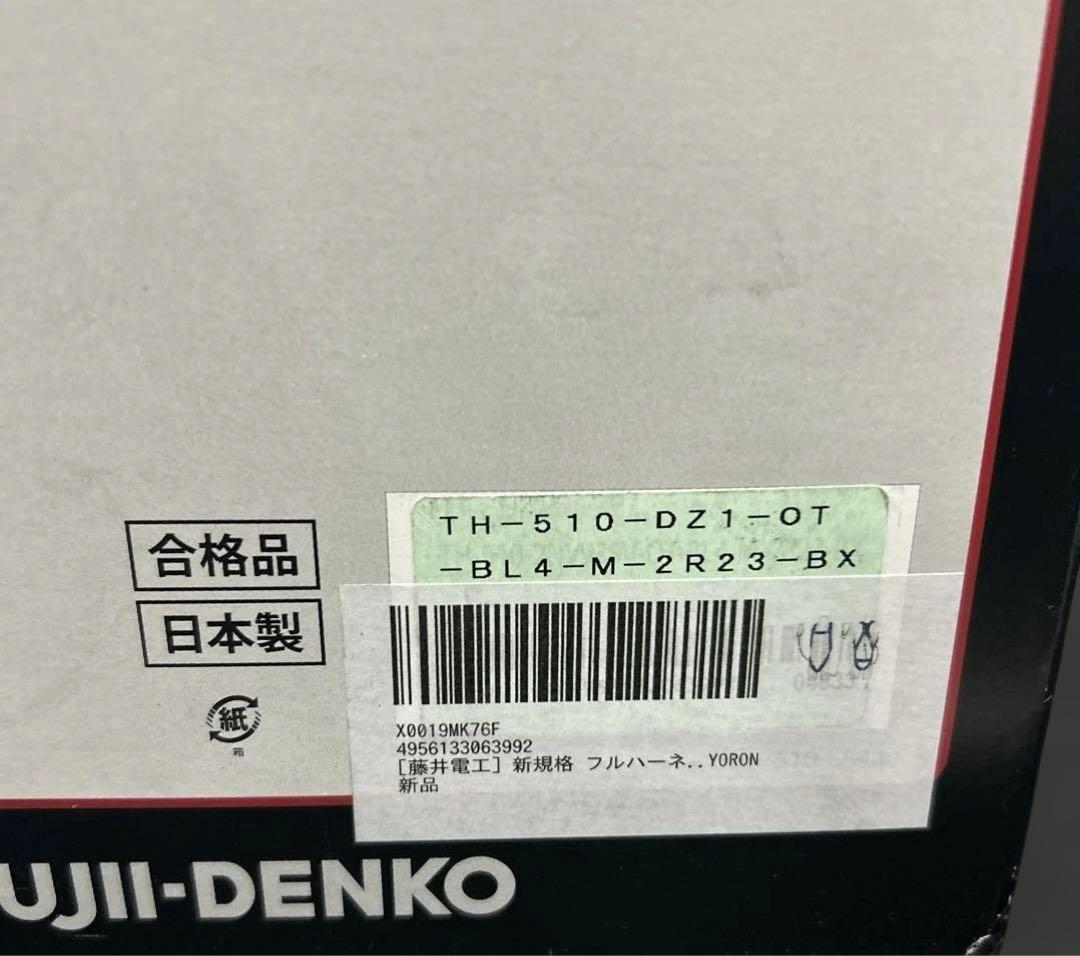 TH-510-DZ1-OT
-BL4-M-2R23-BX
合格品
日本製
紙
箱
X0019MK76F
4956133063992
[藤井電工] 新規格 フルハーネ..YORON
新品
UJII-DENKO